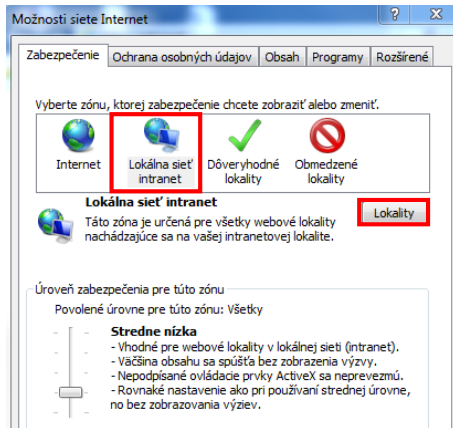 Možnosti siete Internet
Zabezpečenie Ochrana osobných údajov Obsah Programy Rozšírené
Vyberte zónu, ktorej zabezpečenie chcete zobraziť alebo zmeniť.
Internet Lokálna sieť intranet Dôveryhodné lokality Obmedzené lokality
Lokálna sieť intranet
Táto zóna je určená pre všetky webové lokality
nachádzajúce sa na vašej intranetovej lokalite.
Lokality
Úroveň zabezpečenia pre túto zónu
Povolené úrovne pre túto zónu: Všetky
Stredne nízka
- Vhodné pre webové lokality v lokálnej sieti (intranet).
- Väčšina obsahu sa spúšťa bez zobrazenia výzvy.
- Nepodpísané ovládacie prvky ActiveX sa neprevezmú.
- Rovnaké nastavenie ako pri používaní strednej úrovne,
no bez zobrazovania výziev.